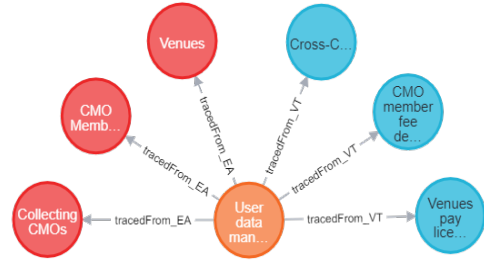 Venues
Cross-C...
CMO
Memb...
CMO
member
fee
de...
Collecting
CMOs
User
data
man...
Venues
pay
lice...
tracedFrom_EA
tracedFrom_EA
tracedFrom_EA
tracedFrom_VT
tracedFrom_VT
tracedFrom_VT